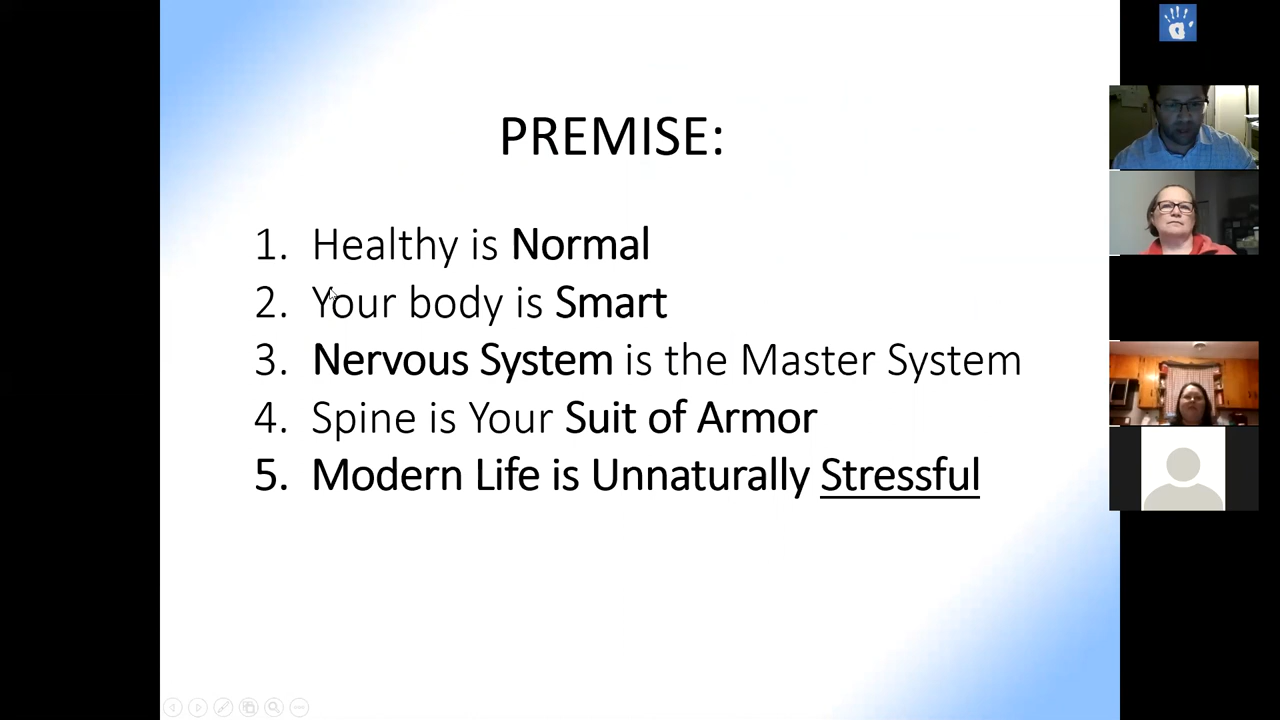 PREMISE:
1. Healthy is Normal
2. Your body is Smart
3. Nervous System is the Master System
4. Spine is Your Suit of Armor
5. Modern Life is Unnaturally Stressful